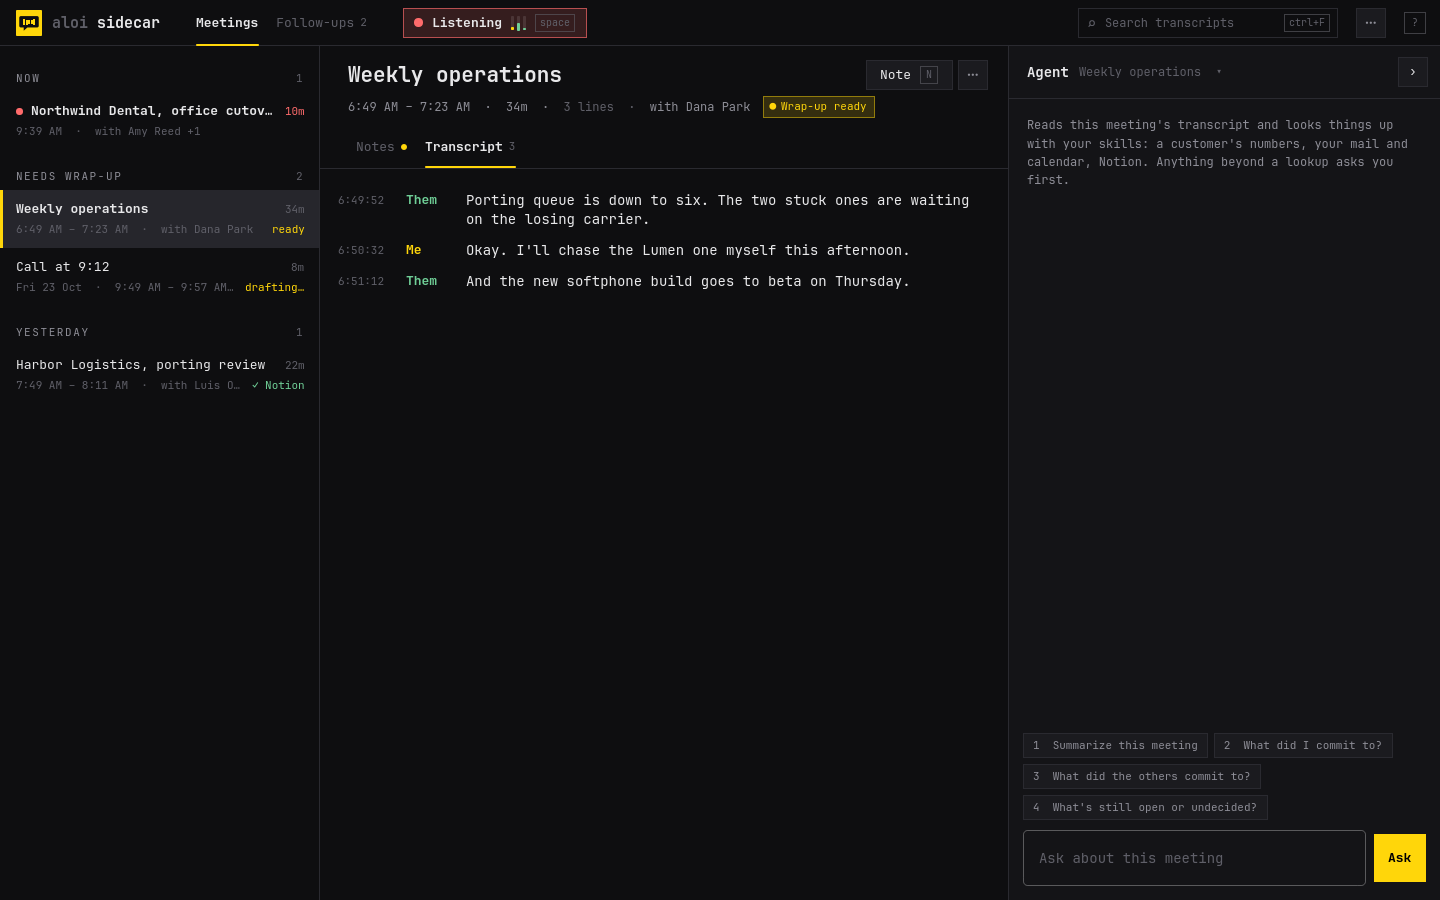 aloi sidecar
Meetings
Follow-ups 2
Listening
space
Search transcripts
ctrl+F
?
NOW 1
Northwind Dental, office cutov… 10m
9:39 AM · with Amy Reed +1
NEEDS WRAP-UP 2
Weekly operations 34m
6:49 AM – 7:23 AM · with Dana Park ready
Call at 9:12 8m
Fri 23 Oct · 9:49 AM – 9:57 AM… drafting…
YESTERDAY 1
Harbor Logistics, porting review 22m
7:49 AM – 8:11 AM · with Luis O… ✓ Notion
Weekly operations
Note N
6:49 AM – 7:23 AM · 34m · 3 lines · with Dana Park Wrap-up ready
Notes
Transcript 3
6:49:52 Them Porting queue is down to six. The two stuck ones are waiting
on the losing carrier.
6:50:32 Me Okay. I'll chase the Lumen one myself this afternoon.
6:51:12 Them And the new softphone build goes to beta on Thursday.
Agent Weekly operations
Reads this meeting's transcript and looks things up
with your skills: a customer's numbers, your mail and
calendar, Notion. Anything beyond a lookup asks you
first.
1 Summarize this meeting
2 What did I commit to?
3 What did the others commit to?
4 What's still open or undecided?
Ask about this meeting
Ask